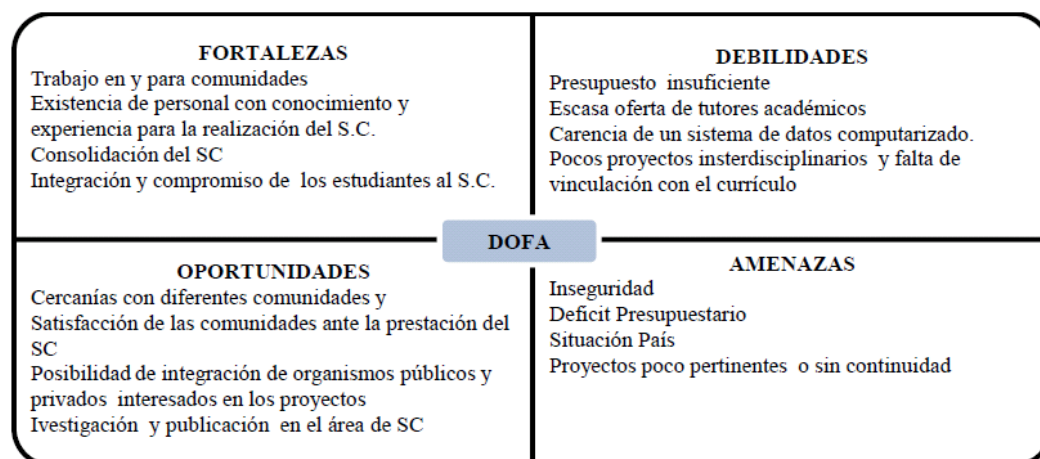 FORTALEZAS
Trabajo en y para comunidades
Existencia de personal con conocimiento y
experiencia para la realización del S.C.
Consolidación del SC
Integración y compromiso de los estudiantes al S.C.
DEBILIDADES
Presupuesto insuficiente
Escasa oferta de tutores académicos
Carencia de un sistema de datos computarizado.
Pocos proyectos insterdisciplinarios y falta de
vinculación con el currículo
DOFA
OPORTUNIDADES
Cercanías con diferentes comunidades y
Satisfacción de las comunidades ante la prestación del
SC
Posibilidad de integración de organismos públicos y
privados interesados en los proyectos
Ivestigación y publicación en el área de SC
AMENAZAS
Inseguridad
Defícit Presupuestario
Situación País
Proyectos poco pertinentes o sin continuidad